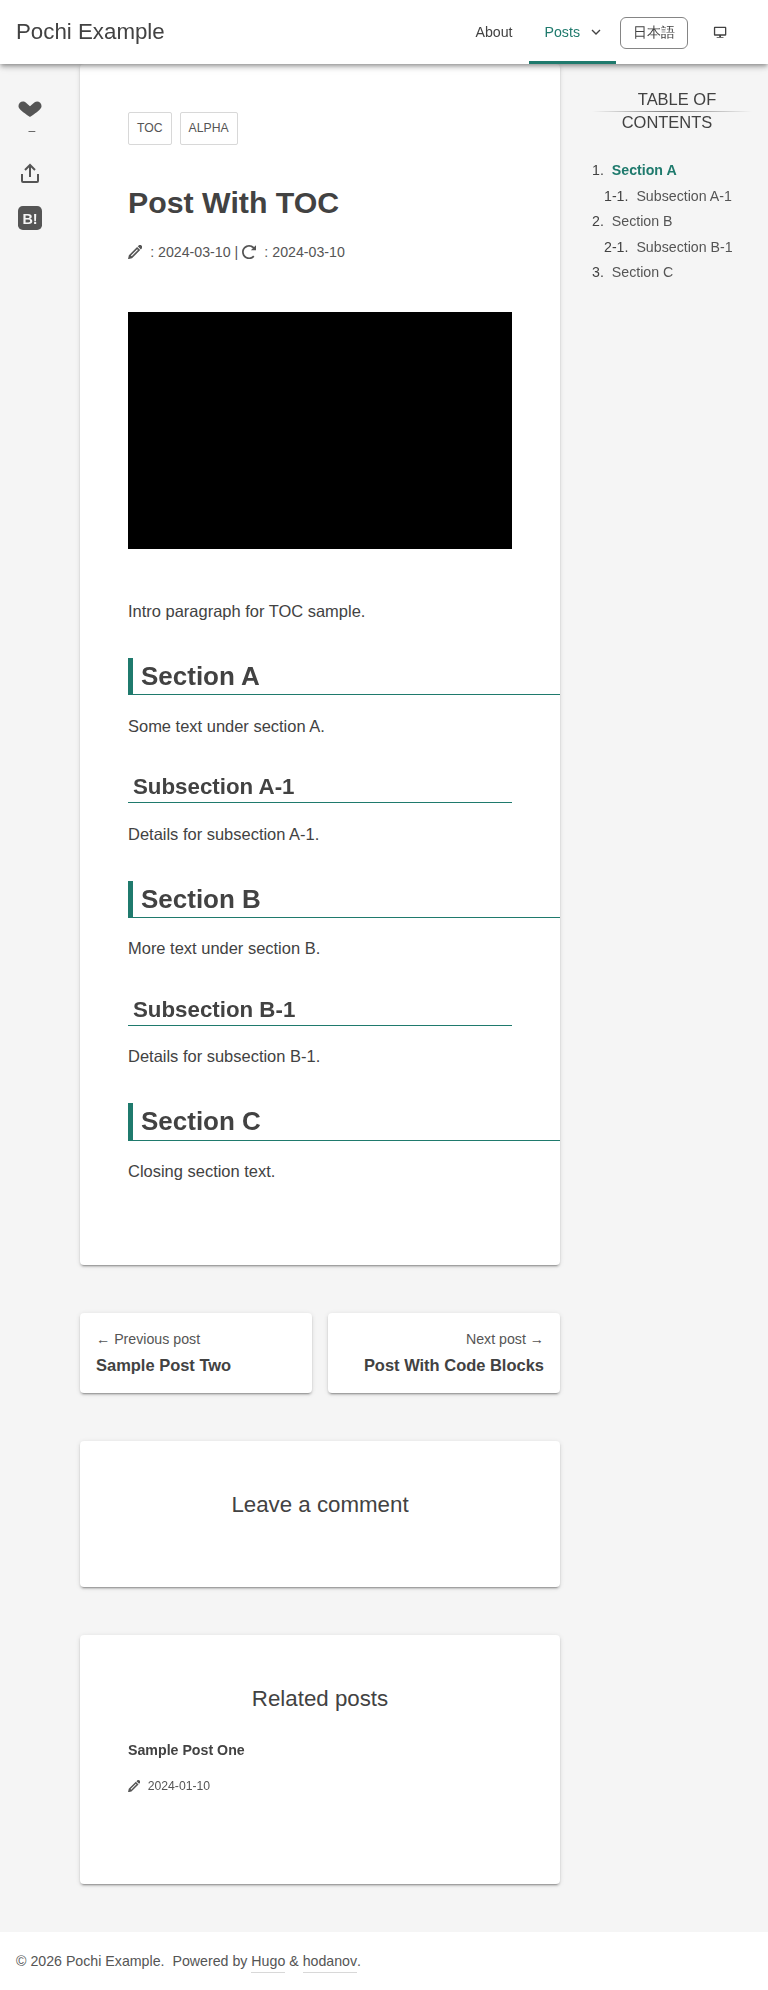 Pochi Example
About
Posts
日本語
–
B!
TOC
ALPHA
Post With TOC
: 2024-03-10 | : 2024-03-10
Intro paragraph for TOC sample.
Section A
Some text under section A.
Subsection A-1
Details for subsection A-1.
Section B
More text under section B.
Subsection B-1
Details for subsection B-1.
Section C
Closing section text.
TABLE OF
CONTENTS
1. Section A
1-1. Subsection A-1
2. Section B
2-1. Subsection B-1
3. Section C
← Previous post
Sample Post Two
Next post →
Post With Code Blocks
Leave a comment
Related posts
Sample Post One
2024-01-10
© 2026 Pochi Example. Powered by Hugo & hodanov.